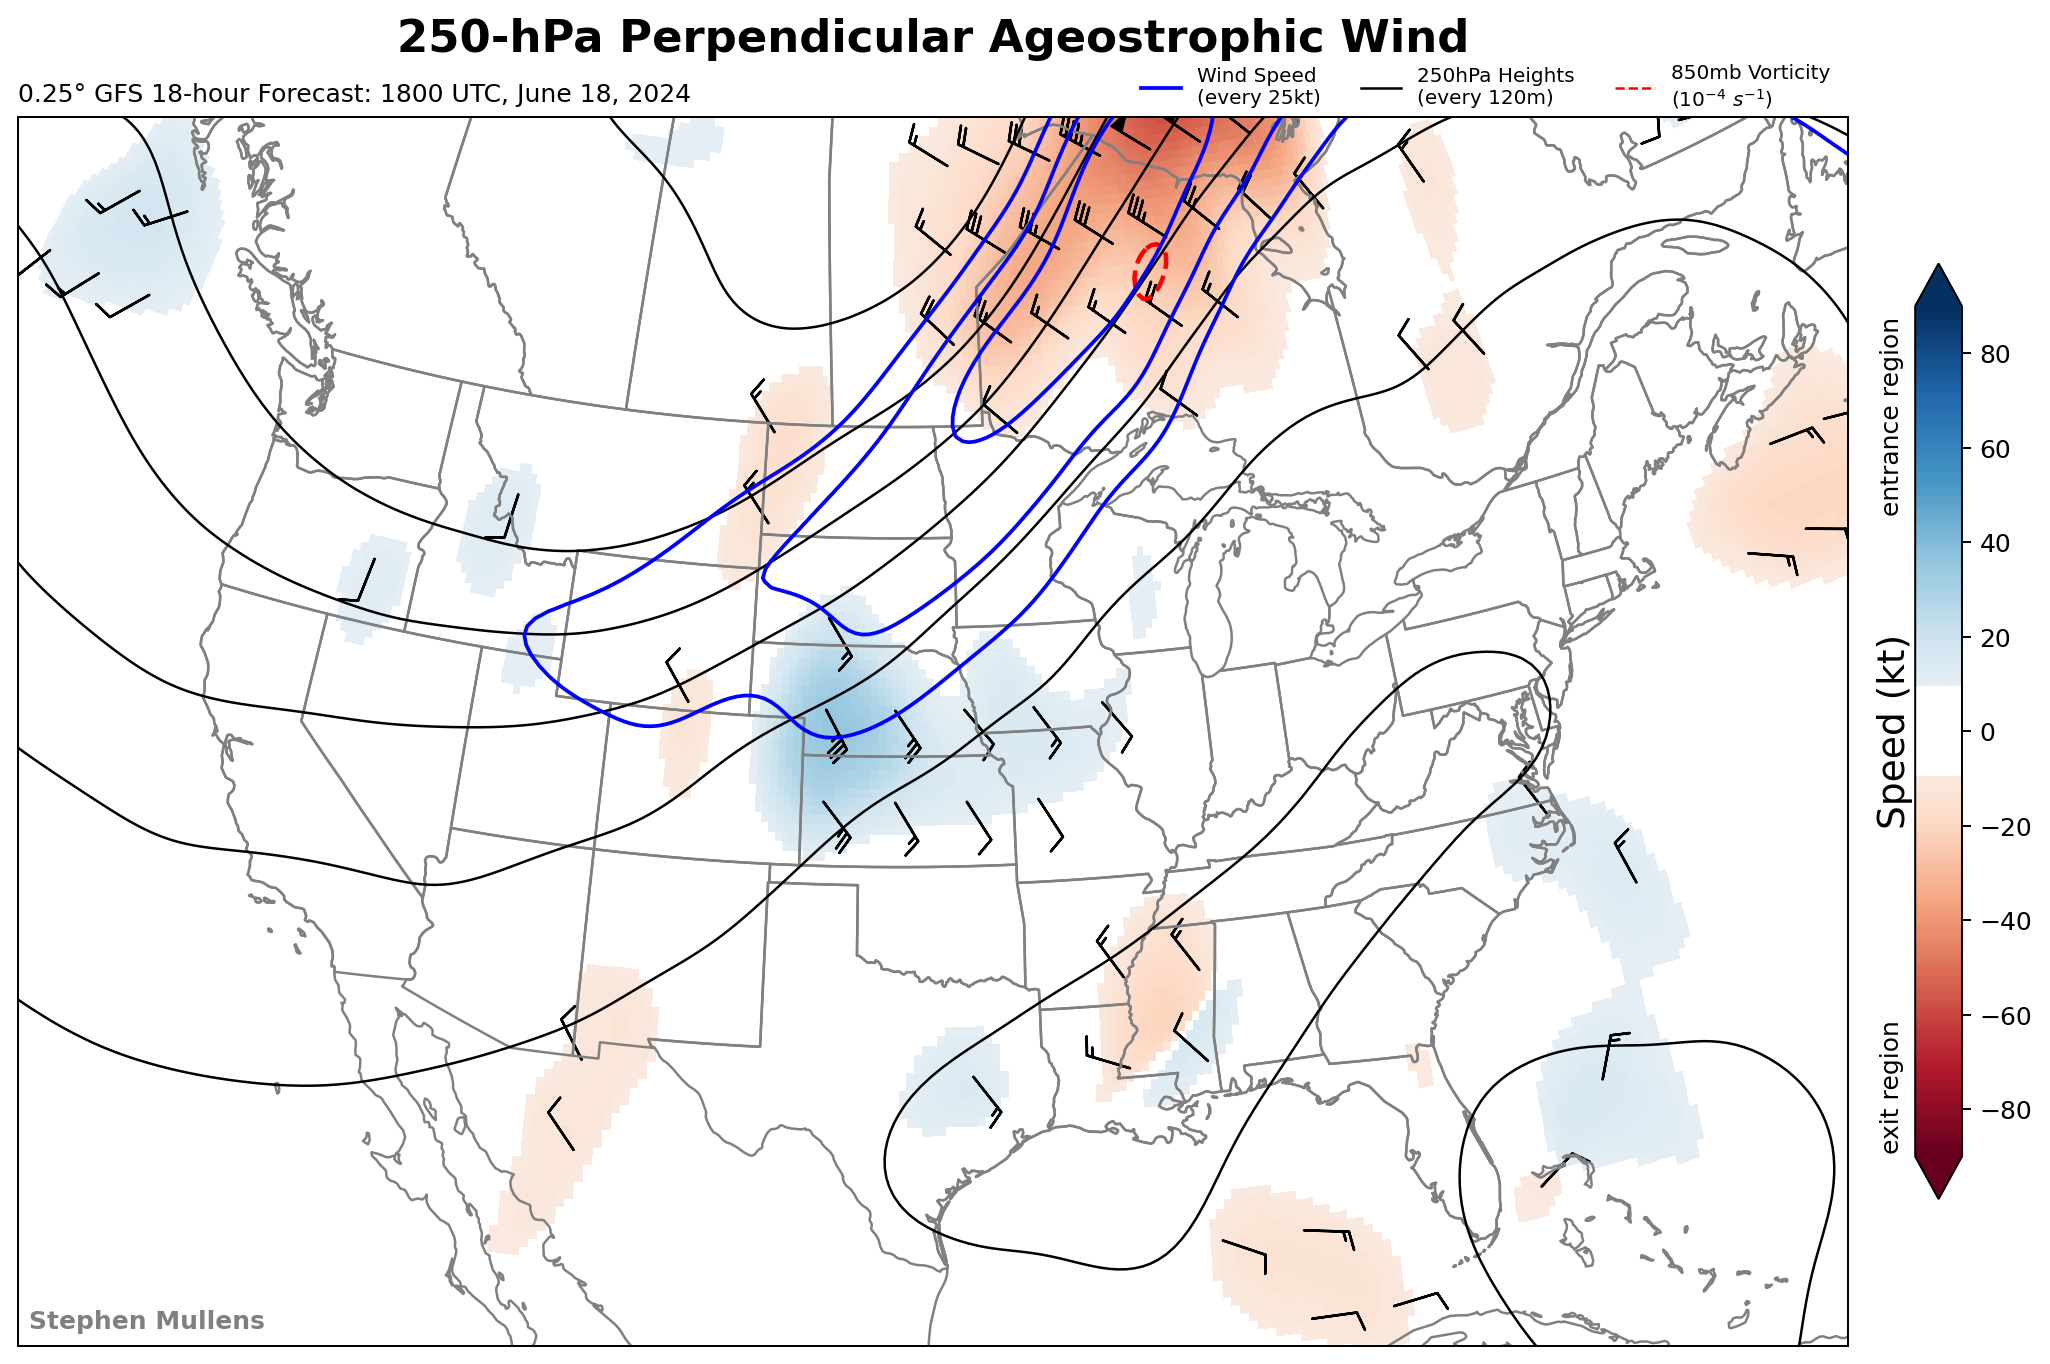 250-hPa Perpendicular Ageostrophic Wind
0.25° GFS 18-hour Forecast: 1800 UTC, June 18, 2024
Wind Speed
(every 25kt)
250hPa Heights
(every 120m)
850mb Vorticity
(10⁻⁴ s⁻¹)
entrance region
Speed (kt)
exit region
80
60
40
20
0
−20
−40
−60
−80
Stephen Mullens